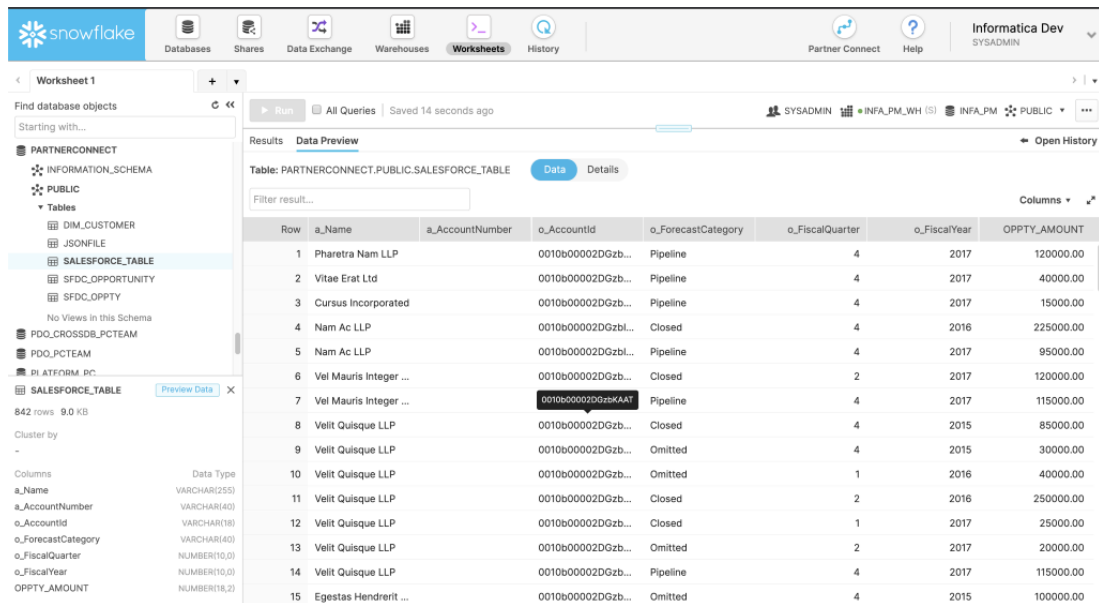 snowflake
Databases Shares Data Exchange Warehouses Worksheets History Partner Connect Help
Informatica Dev
SYSADMIN
Worksheet 1
Find database objects
Starting with...
PARTNERCONNECT
INFORMATION_SCHEMA
PUBLIC
Tables
DIM_CUSTOMER
JSONFILE
SALESFORCE_TABLE
SFDC_OPPORTUNITY
SFDC_OPPTY
No Views in this Schema
PDO_CROSSDB_PCTEAM
PDO_PCTEAM
PLATFORM_PC
SALESFORCE_TABLE Preview Data
842 rows 9.0 KB
Cluster by
-
Columns Data Type
a_Name VARCHAR(255)
a_AccountNumber VARCHAR(40)
o_AccountId VARCHAR(18)
o_ForecastCategory VARCHAR(40)
o_FiscalQuarter NUMBER(10,0)
o_FiscalYear NUMBER(10,0)
OPPTY_AMOUNT NUMBER(18,2)
Run All Queries Saved 14 seconds ago SYSADMIN INFA_PM_WH (S) INFA_PM PUBLIC ...
Results Data Preview Open History
Table: PARTNERCONNECT.PUBLIC.SALESFORCE_TABLE Data Details
Filter result... Columns
Row a_Name a_AccountNumber o_AccountId o_ForecastCategory o_FiscalQuarter o_FiscalYear OPPTY_AMOUNT
1 Pharetra Nam LLP 0010b00002DGzb... Pipeline 4 2017 120000.00
2 Vitae Erat Ltd 0010b00002DGzb... Pipeline 4 2017 40000.00
3 Cursus Incorporated 0010b00002DGzb... Pipeline 4 2017 15000.00
4 Nam Ac LLP 0010b00002DGzbl... Closed 4 2016 225000.00
5 Nam Ac LLP 0010b00002DGzbl... Pipeline 4 2017 95000.00
6 Vel Mauris Integer ... 0010b00002DGzb... Closed 2 2017 120000.00
7 Vel Mauris Integer ... 0010b00002DGzbKAAT Pipeline 4 2017 115000.00
8 Velit Quisque LLP 0010b00002DGzb... Closed 4 2015 85000.00
9 Velit Quisque LLP 0010b00002DGzb... Omitted 4 2015 30000.00
10 Velit Quisque LLP 0010b00002DGzb... Omitted 1 2016 40000.00
11 Velit Quisque LLP 0010b00002DGzb... Closed 2 2016 250000.00
12 Velit Quisque LLP 0010b00002DGzb... Closed 1 2017 25000.00
13 Velit Quisque LLP 0010b00002DGzb... Omitted 2 2017 20000.00
14 Velit Quisque LLP 0010b00002DGzb... Pipeline 4 2017 115000.00
15 Egestas Hendrerit ... 0010b00002DGzb... Omitted 4 2015 100000.00